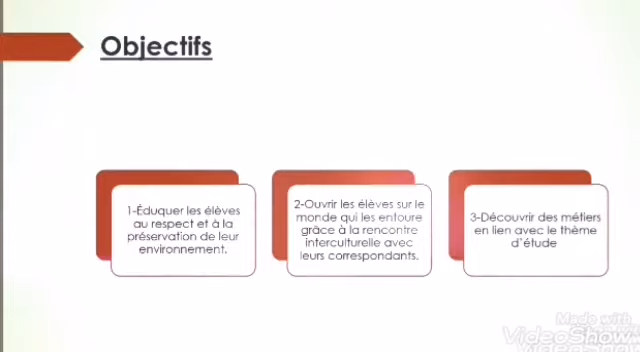 Objectifs
1-Éduquer les élèves
au respect et à la
préservation de leur
environnement.
2-Ouvrir les élèves sur le
monde qui les entoure
grâce à la rencontre
interculturelle avec
leurs correspondants.
3-Découvrir des métiers
en lien avec le thème
d'étude
Made with
VideoShow